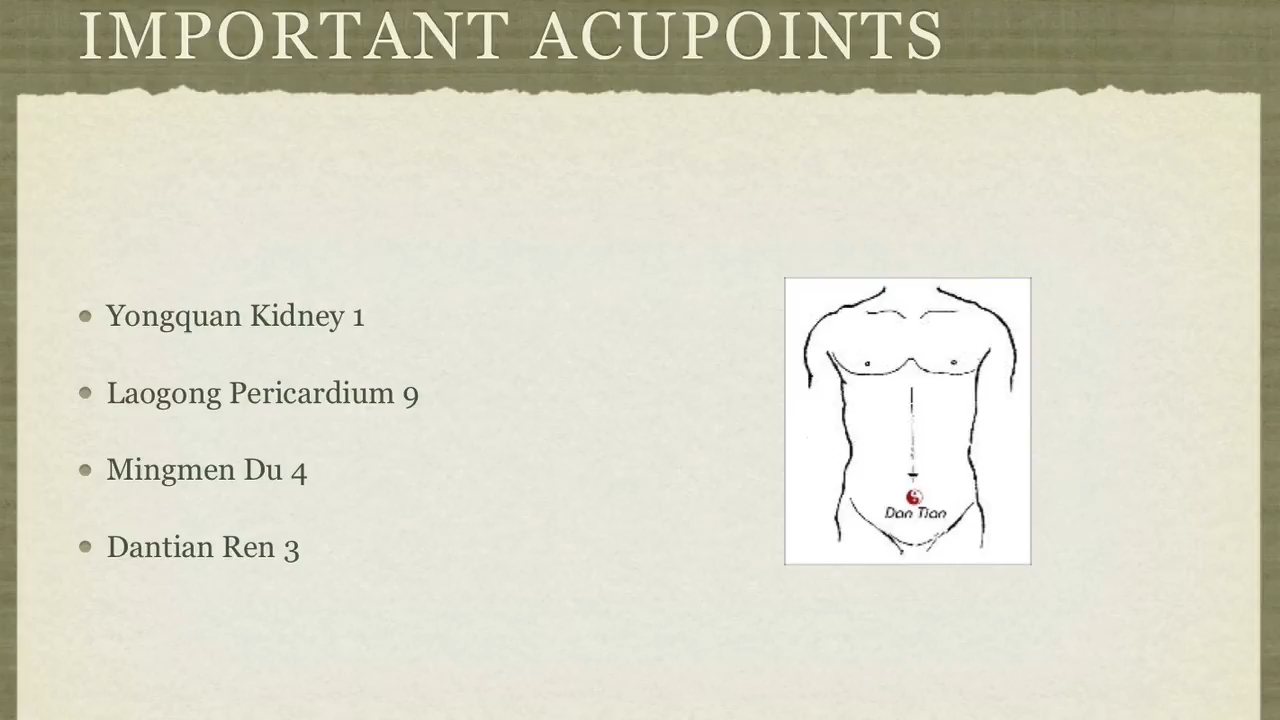 IMPORTANT ACUPOINTS
Yongquan Kidney 1
Laogong Pericardium 9
Mingmen Du 4
Dantian Ren 3
Dan Tian